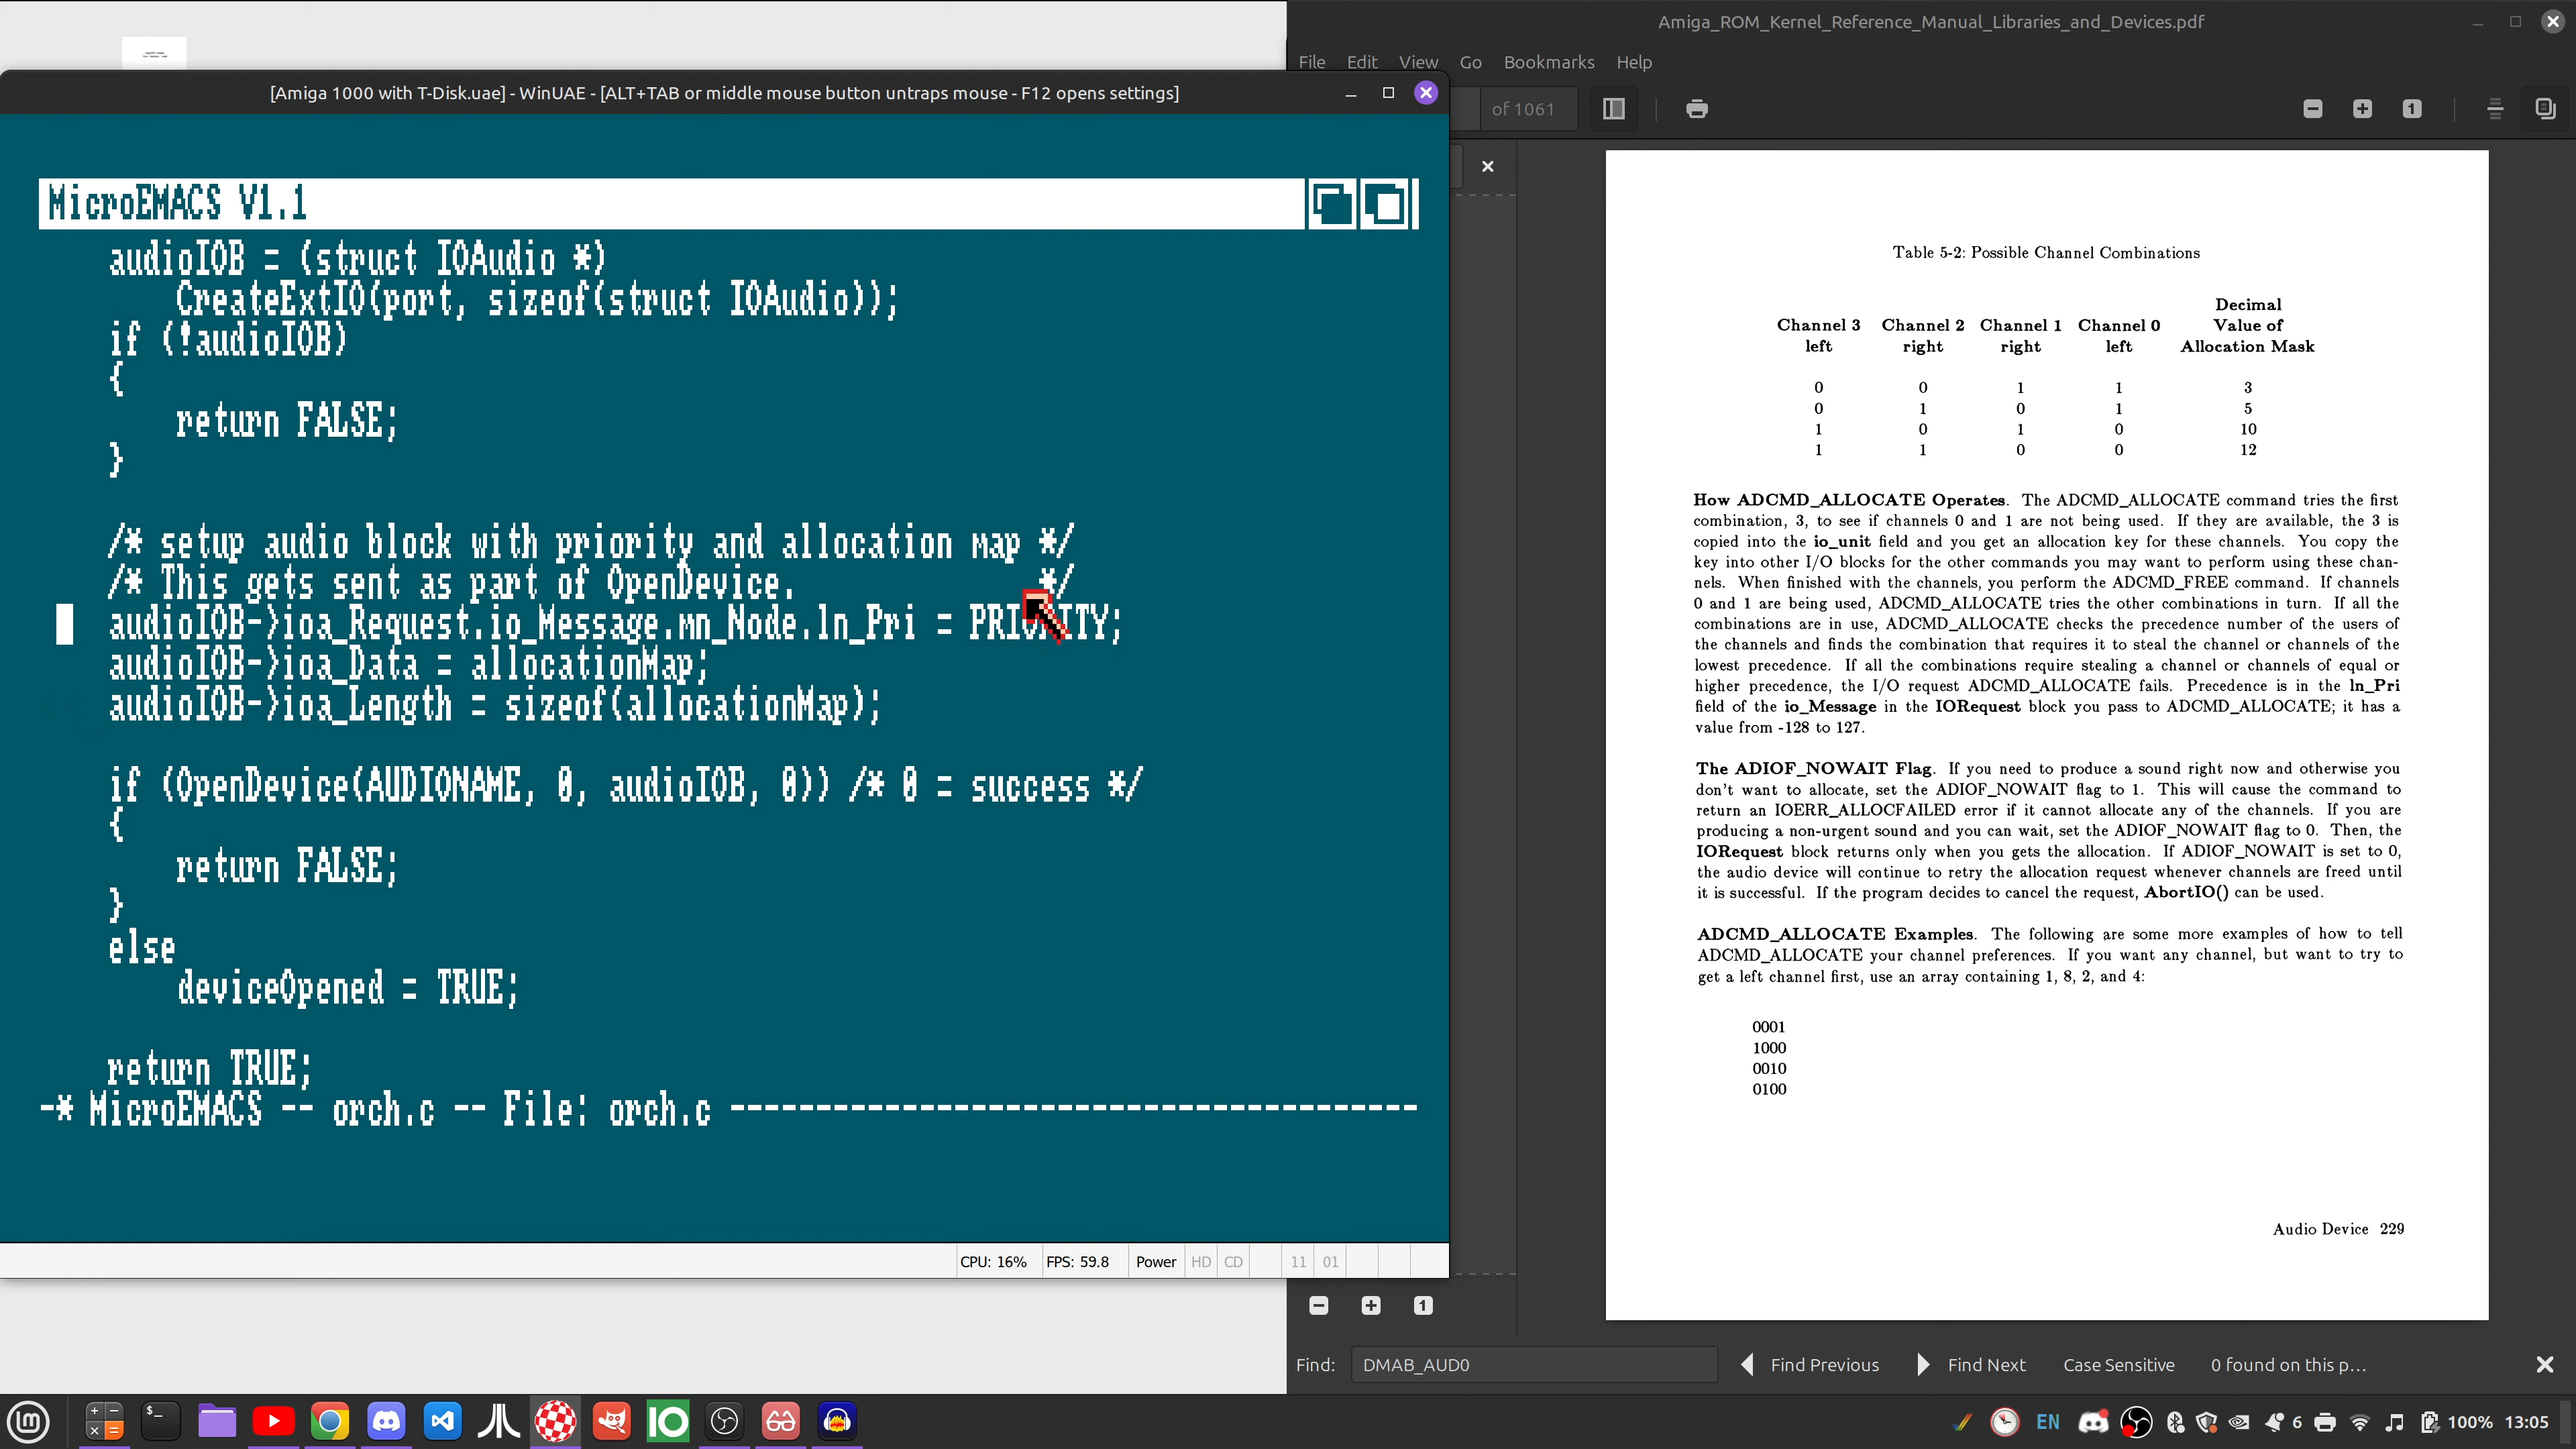 Amiga_ROM_Kernel_Reference_Manual_Libraries_and_Devices.pdf
File Edit View Go Bookmarks Help
of 1061
[Amiga 1000 with T-Disk.uae] - WinUAE - [ALT+TAB or middle mouse button untraps mouse - F12 opens settings]
MicroEMACS V1.1
audioIOB = (struct IOAudio *)
CreateExtIO(port, sizeof(struct IOAudio));
if (!audioIOB)
{
return FALSE;
}
/* setup audio block with priority and allocation map */
/* This gets sent as part of OpenDevice. */
audioIOB->ioa_Request.io_Message.mn_Node.ln_Pri = PRIORITY;
audioIOB->ioa_Data = allocationMap;
audioIOB->ioa_Length = sizeof(allocationMap);
if (OpenDevice(AUDIONAME, 0, audioIOB, 0)) /* 0 = success */
{
return FALSE;
}
else
deviceOpened = TRUE;
return TRUE;
-* MicroEMACS -- orch.c -- File: orch.c ----------------------------------------
CPU: 16% FPS: 59.8 Power HD CD 11 01
Table 5-2: Possible Channel Combinations
Decimal
Channel 3 Channel 2 Channel 1 Channel 0 Value of
left right right left Allocation Mask
0 0 1 1 3
0 1 0 1 5
1 0 1 0 10
1 1 0 0 12
How ADCMD_ALLOCATE Operates. The ADCMD_ALLOCATE command tries the first
combination, 3, to see if channels 0 and 1 are not being used. If they are available, the 3 is
copied into the io_unit field and you get an allocation key for these channels. You copy the
key into other I/O blocks for the other commands you may want to perform using these chan-
nels. When finished with the channels, you perform the ADCMD_FREE command. If channels
0 and 1 are being used, ADCMD_ALLOCATE tries the other combinations in turn. If all the
combinations are in use, ADCMD_ALLOCATE checks the precedence number of the users of
the channels and finds the combination that requires it to steal the channel or channels of the
lowest precedence. If all the combinations require stealing a channel or channels of equal or
higher precedence, the I/O request ADCMD_ALLOCATE fails. Precedence is in the ln_Pri
field of the io_Message in the IORequest block you pass to ADCMD_ALLOCATE; it has a
value from -128 to 127.
The ADIOF_NOWAIT Flag. If you need to produce a sound right now and otherwise you
don't want to allocate, set the ADIOF_NOWAIT flag to 1. This will cause the command to
return an IOERR_ALLOCFAILED error if it cannot allocate any of the channels. If you are
producing a non-urgent sound and you can wait, set the ADIOF_NOWAIT flag to 0. Then, the
IORequest block returns only when you gets the allocation. If ADIOF_NOWAIT is set to 0,
the audio device will continue to retry the allocation request whenever channels are freed until
it is successful. If the program decides to cancel the request, AbortIO() can be used.
ADCMD_ALLOCATE Examples. The following are some more examples of how to tell
ADCMD_ALLOCATE your channel preferences. If you want any channel, but want to try to
get a left channel first, use an array containing 1, 8, 2, and 4:
0001
1000
0010
0100
Audio Device 229
Find: DMAB_AUD0 Find Previous Find Next Case Sensitive 0 found on this p…
EN 6 100% 13:05